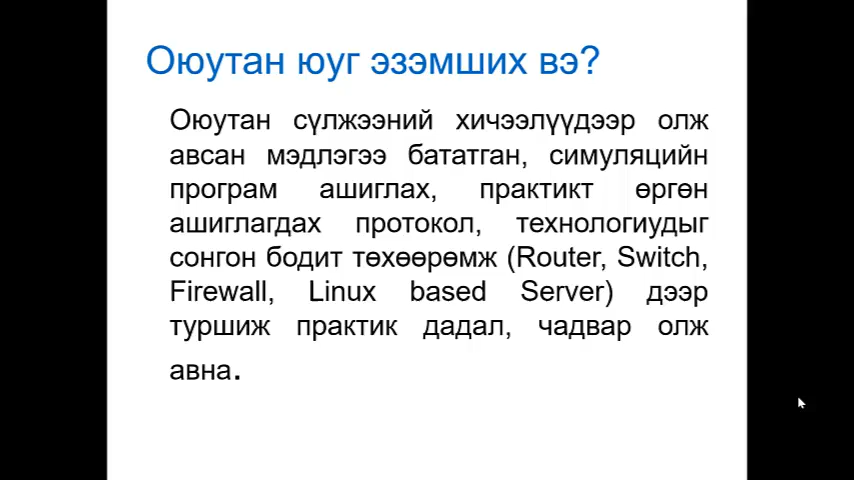 Оюутан юуг эзэмших вэ?
Оюутан сүлжээний хичээлүүдээр олж
авсан мэдлэгээ бататган, симуляцийн
програм ашиглах, практикт өргөн
ашиглагдах протокол, технологиудыг
сонгон бодит төхөөрөмж (Router, Switch,
Firewall, Linux based Server) дээр
туршиж практик дадал, чадвар олж
авна.